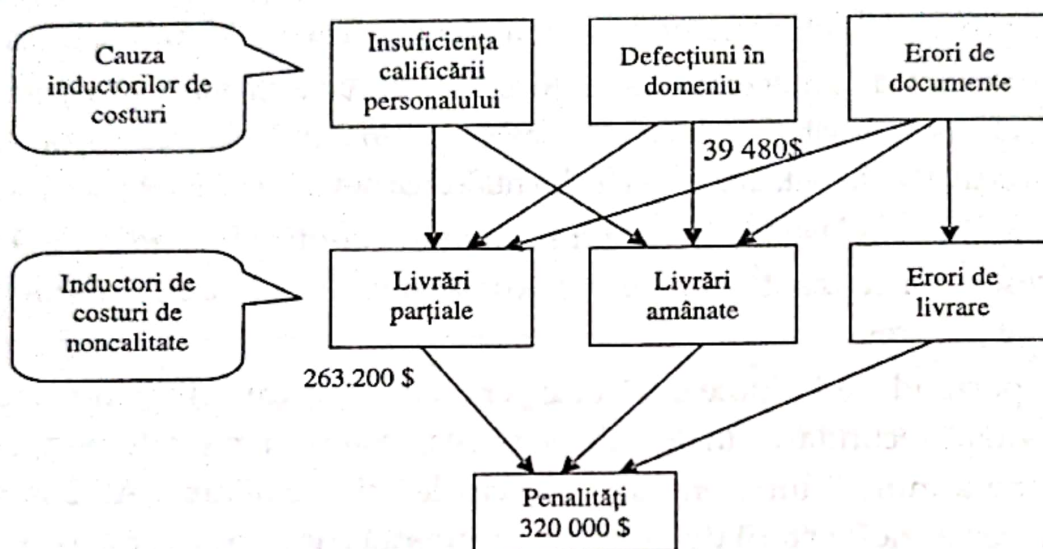 Cauza
inductorilor de
costuri
Insuficiența
calificării
personalului
Defecțiuni în
domeniu
Erori de
documente
39 480$
Inductori de
costuri de
noncalitate
Livrări
parțiale
Livrări
amânate
Erori de
livrare
263.200 $
Penalități
320 000 $